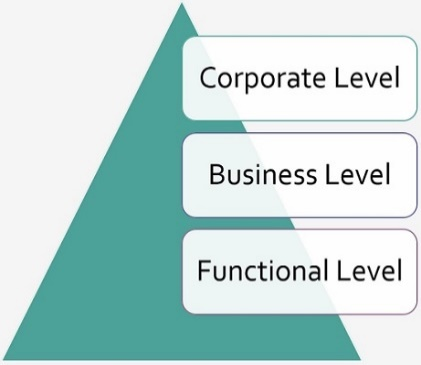 Corporate Level
Business Level
Functional Level